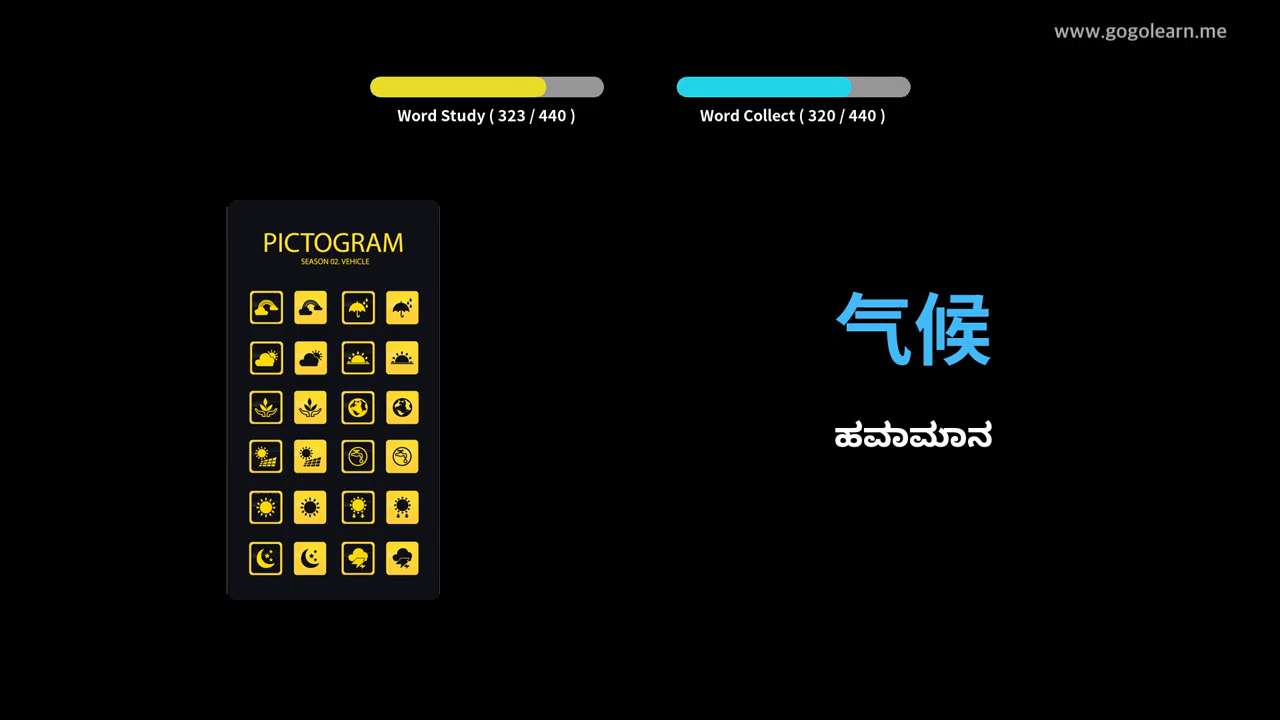 www.gogolearn.me
Word Study ( 323 / 440 )
Word Collect ( 320 / 440 )
PICTOGRAM
SEASON 02. VEHICLE
气候
ಹವಾಮಾನ